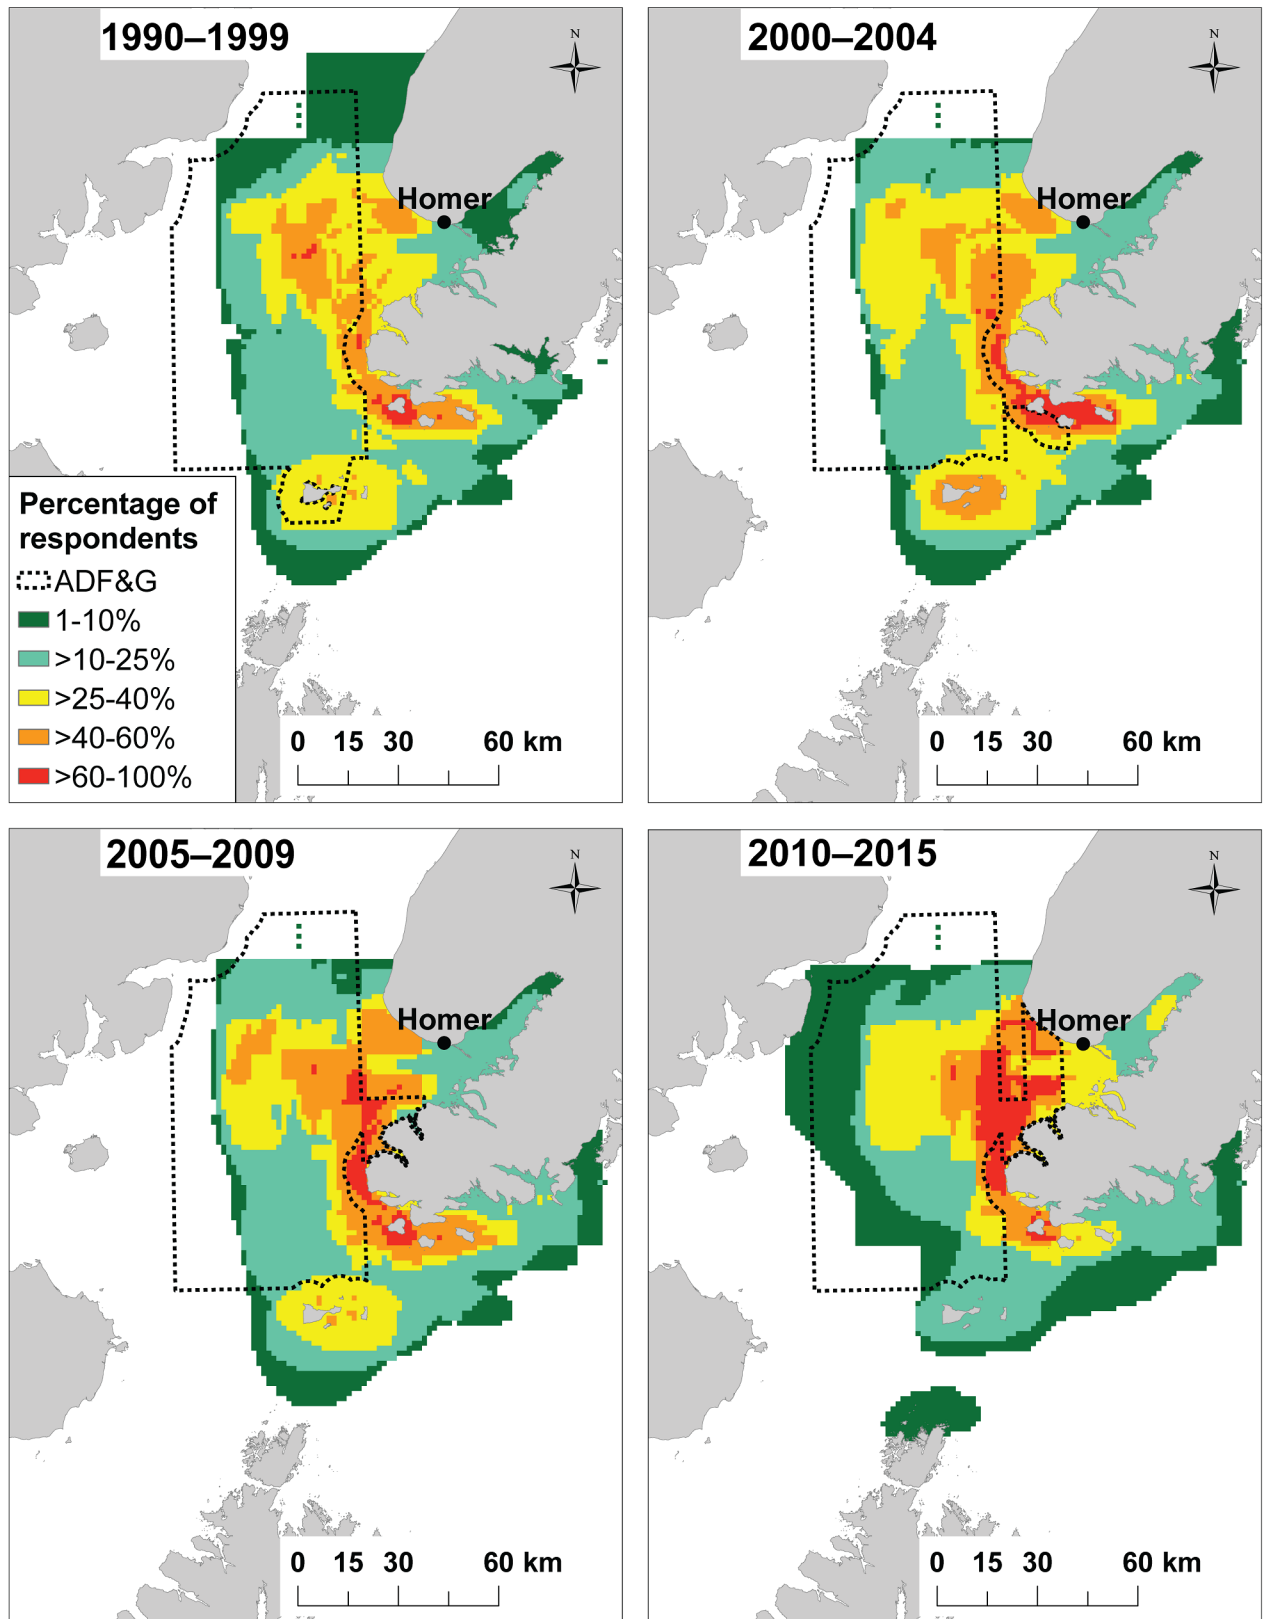 1990–1999
N
Homer
Percentage of
respondents
ADF&G
1-10%
>10-25%
>25-40%
>40-60%
>60-100%
0 15 30 60 km
2000–2004
N
Homer
0 15 30 60 km
2005–2009
N
Homer
0 15 30 60 km
2010–2015
N
Homer
0 15 30 60 km